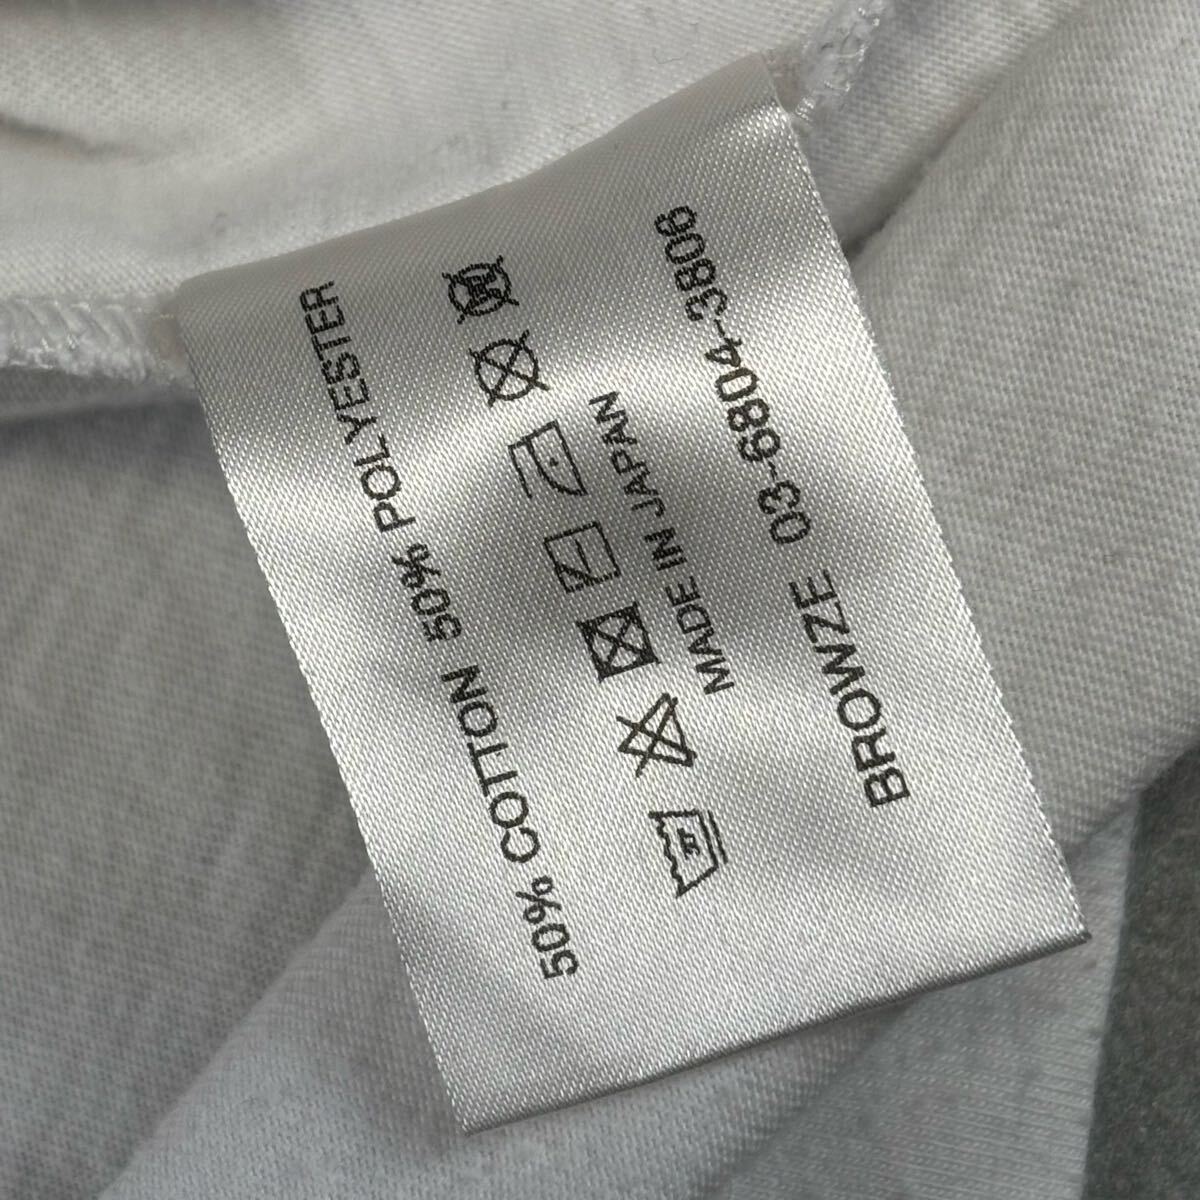 50% COTTON 50% POLYESTER
MADE IN JAPAN
BROWZE 03-6804-3806